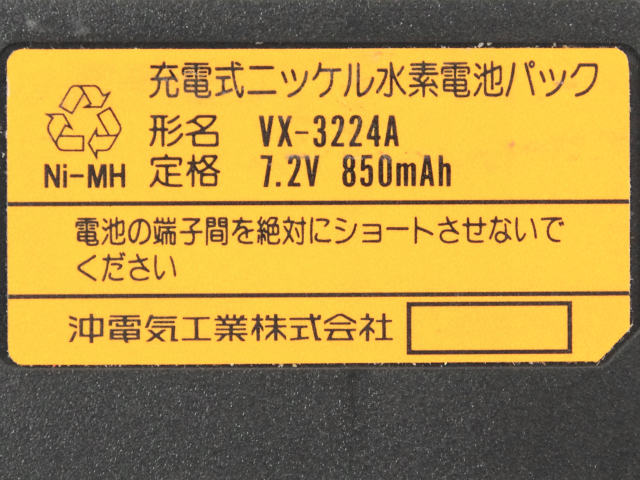 充電式ニッケル水素電池パック
形名 VX-3224A
Ni-MH 定格 7.2V 850mAh
電池の端子間を絶対にショートさせないで
ください
沖電気工業株式会社